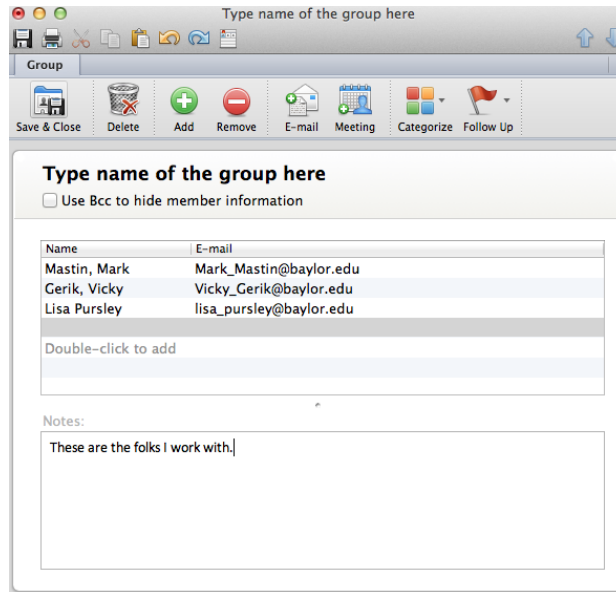 Type name of the group here
Group
Save & Close Delete Add Remove E-mail Meeting Categorize Follow Up
Type name of the group here
Use Bcc to hide member information
Name E-mail
Mastin, Mark Mark_Mastin@baylor.edu
Gerik, Vicky Vicky_Gerik@baylor.edu
Lisa Pursley lisa_pursley@baylor.edu
Double-click to add
Notes:
These are the folks I work with.